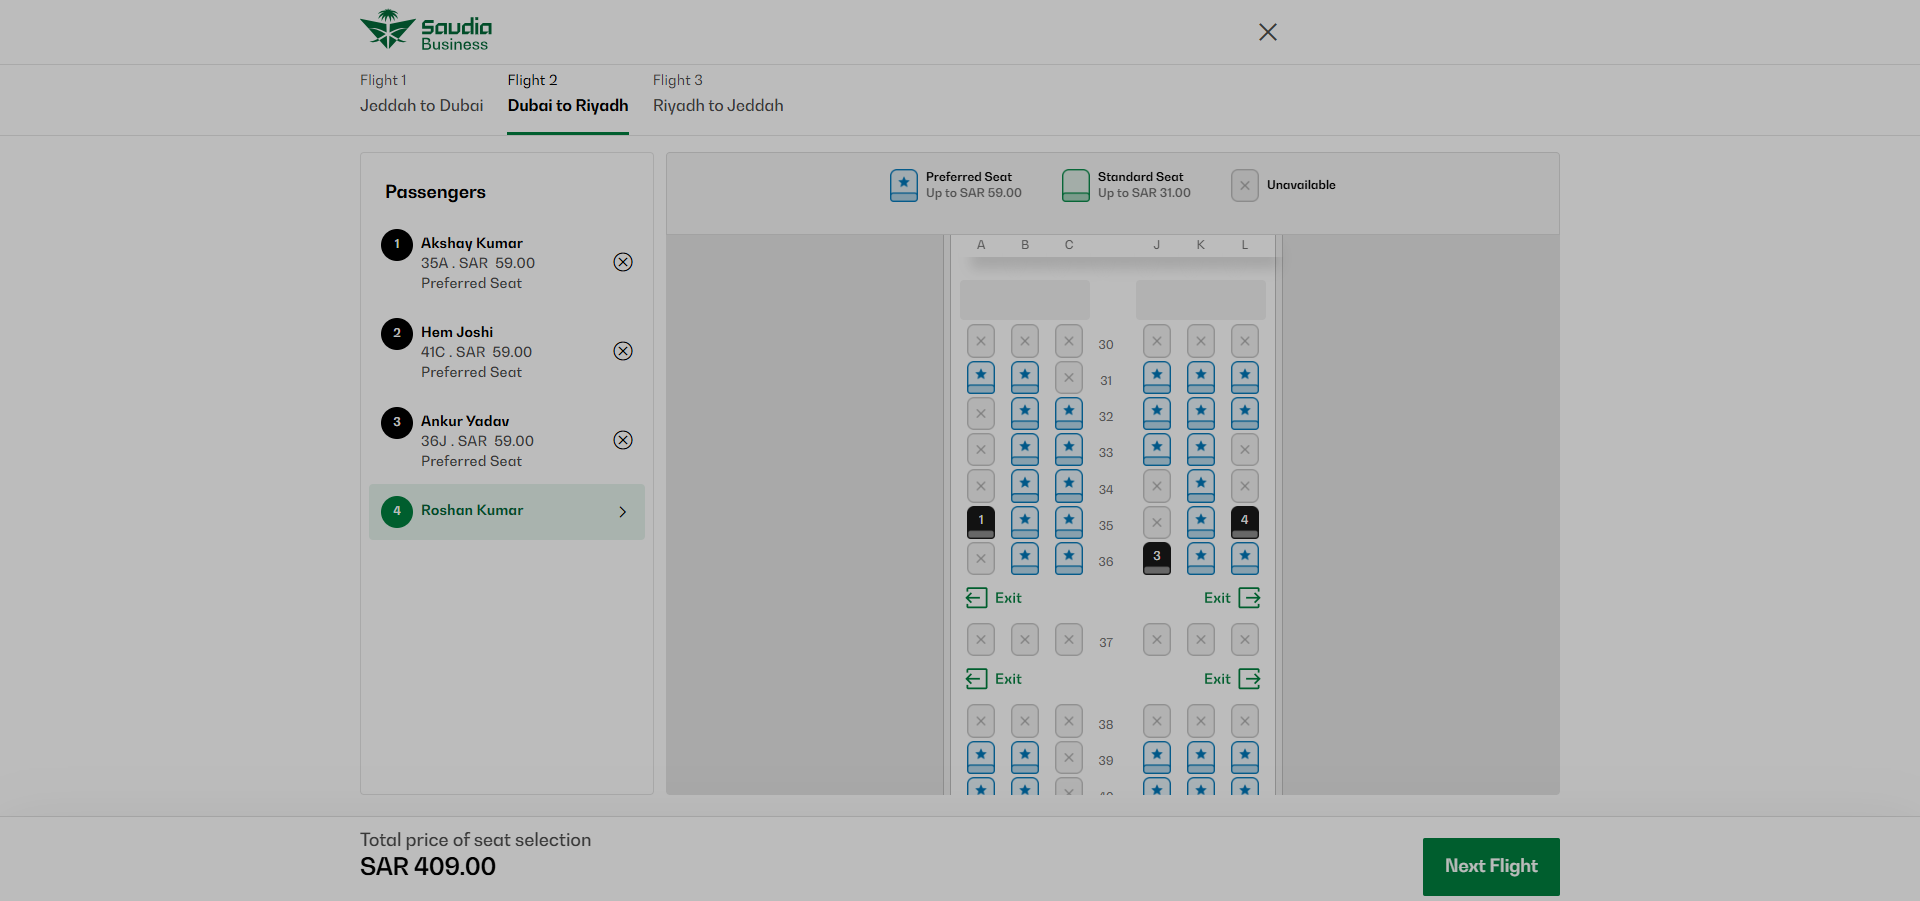 Saudia
Business
Flight 1
Jeddah to Dubai
Flight 2
Dubai to Riyadh
Flight 3
Riyadh to Jeddah
Passengers
1
Akshay Kumar
35A . SAR 59.00
Preferred Seat
2
Hem Joshi
41C . SAR 59.00
Preferred Seat
3
Ankur Yadav
36J . SAR 59.00
Preferred Seat
4
Roshan Kumar
Preferred Seat
Up to SAR 59.00
Standard Seat
Up to SAR 31.00
Unavailable
A B C J K L
30
31
32
33
34
1 35 4
36 3
Exit Exit
37
Exit Exit
38
39
Total price of seat selection
SAR 409.00
Next Flight